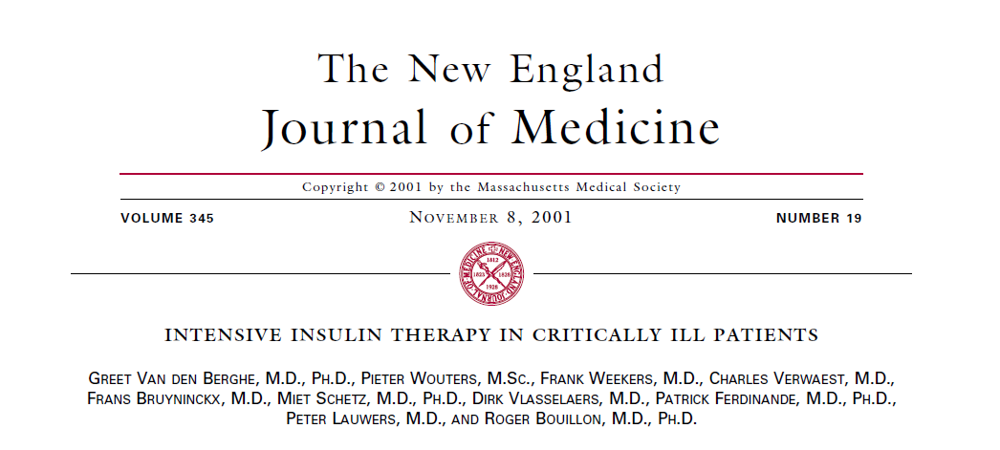 The New England
Journal of Medicine
Copyright © 2001 by the Massachusetts Medical Society
VOLUME 345
NOVEMBER 8, 2001
NUMBER 19
JOURNAL OF MEDICINE NEW ENGLAND
1812
1823 1828
1928
INTENSIVE INSULIN THERAPY IN CRITICALLY ILL PATIENTS
GREET VAN DEN BERGHE, M.D., PH.D., PIETER WOUTERS, M.SC., FRANK WEEKERS, M.D., CHARLES VERWAEST, M.D.,
FRANS BRUYNINCKX, M.D., MIET SCHETZ, M.D., PH.D., DIRK VLASSELAERS, M.D., PATRICK FERDINANDE, M.D., PH.D.,
PETER LAUWERS, M.D., AND ROGER BOUILLON, M.D., PH.D.